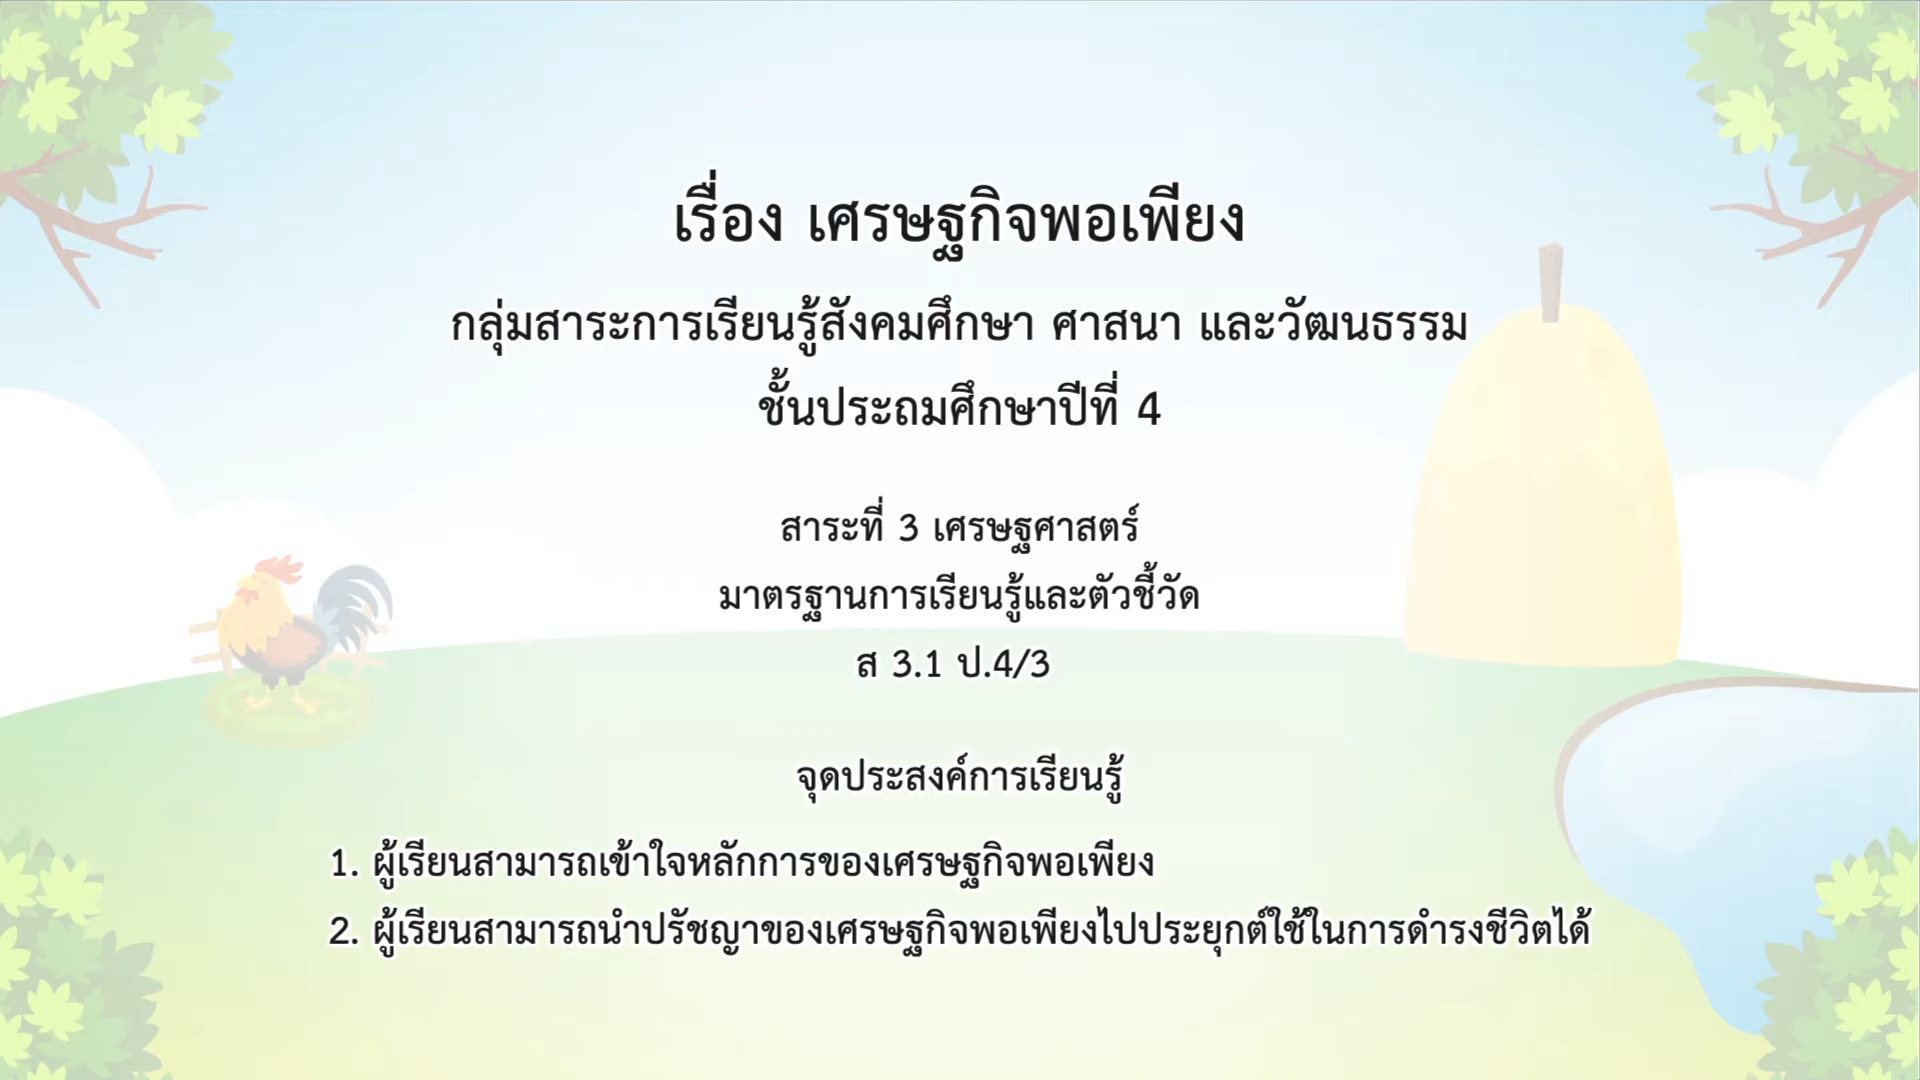 เรื่อง เศรษฐกิจพอเพียง
กลุ่มสาระการเรียนรู้สังคมศึกษา ศาสนา และวัฒนธรรม
ชั้นประถมศึกษาปีที่ 4
สาระที่ 3 เศรษฐศาสตร์
มาตรฐานการเรียนรู้และตัวชี้วัด
ส 3.1 ป.4/3
จุดประสงค์การเรียนรู้
1. ผู้เรียนสามารถเข้าใจหลักการของเศรษฐกิจพอเพียง
2. ผู้เรียนสามารถนำปรัชญาของเศรษฐกิจพอเพียงไปประยุกต์ใช้ในการดำรงชีวิตได้